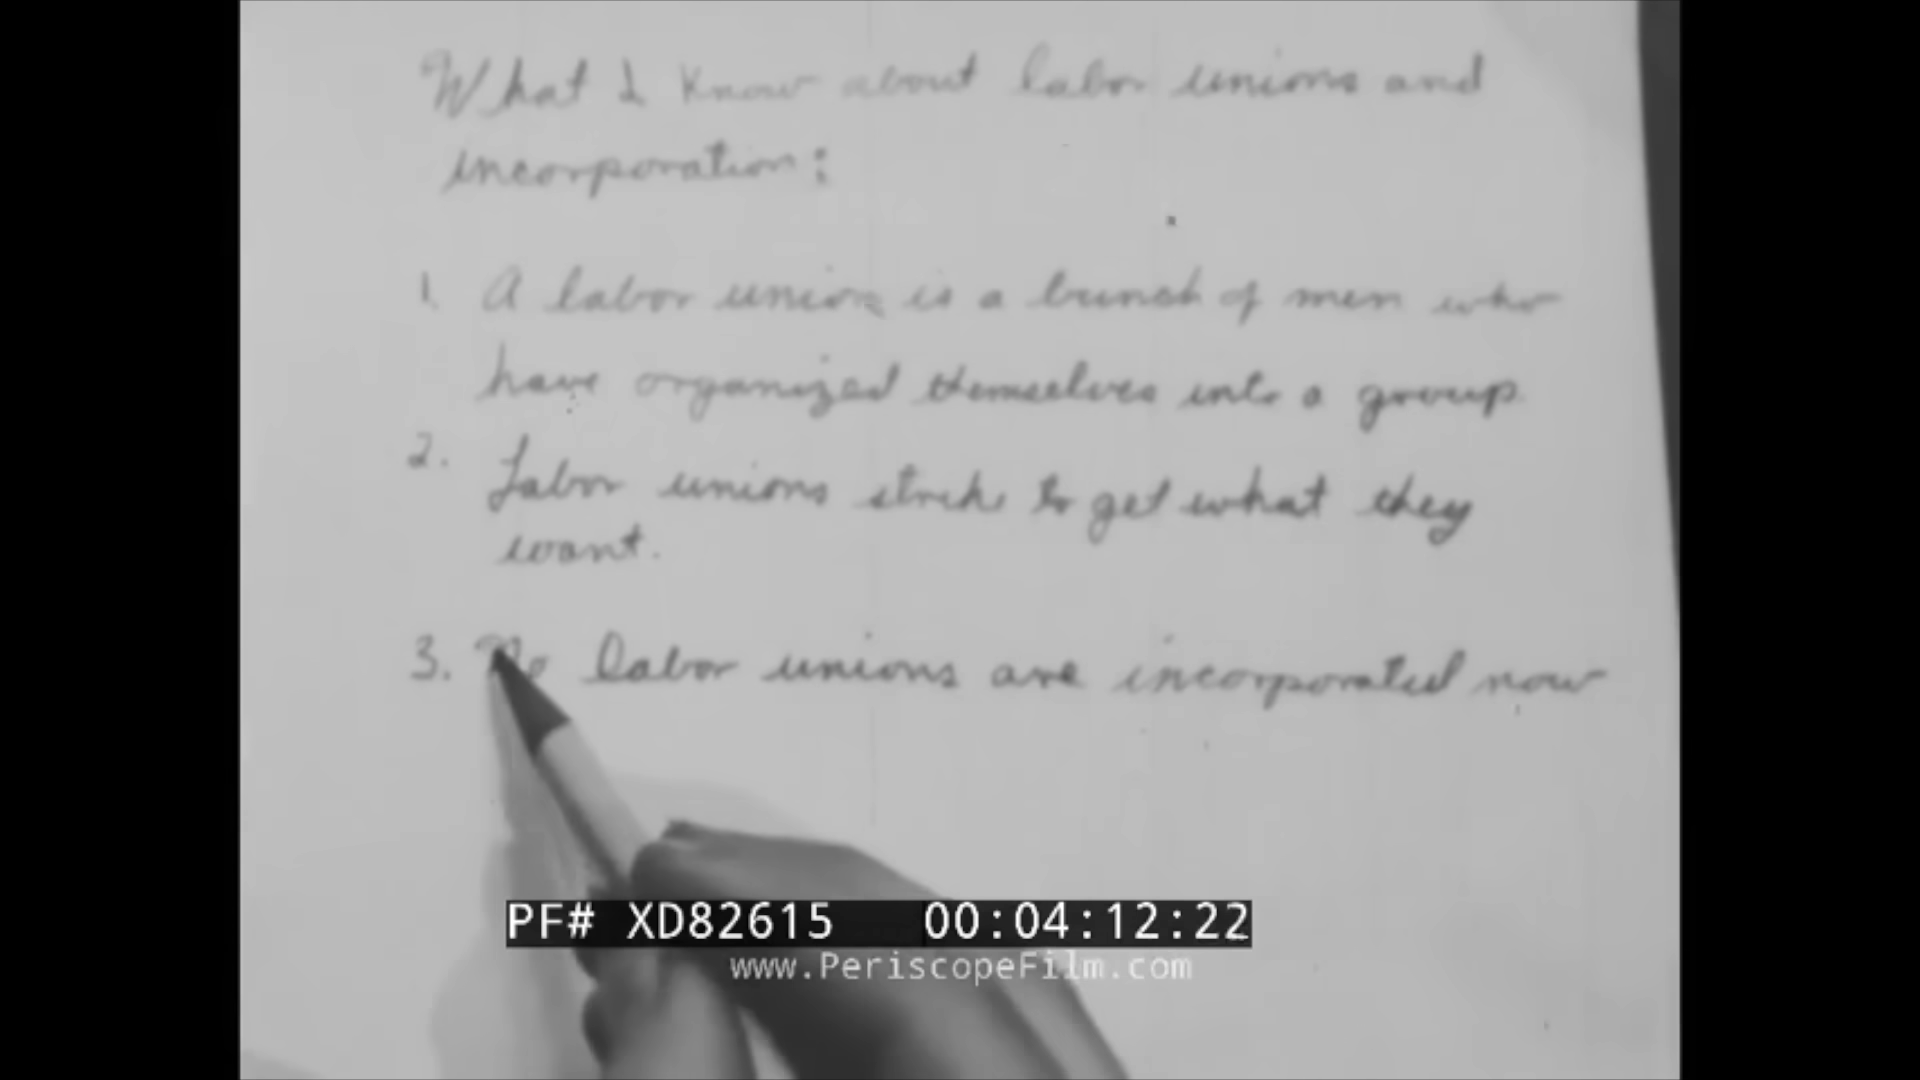 What I know about labor unions and
incorporation:
1. A labor union is a bunch of men who
have organized themselves into a group.
2. Labor unions strike to get what they
want.
3. No labor unions are incorporated now
PF# XD82615 00:04:12:22
www.PeriscopeFilm.com